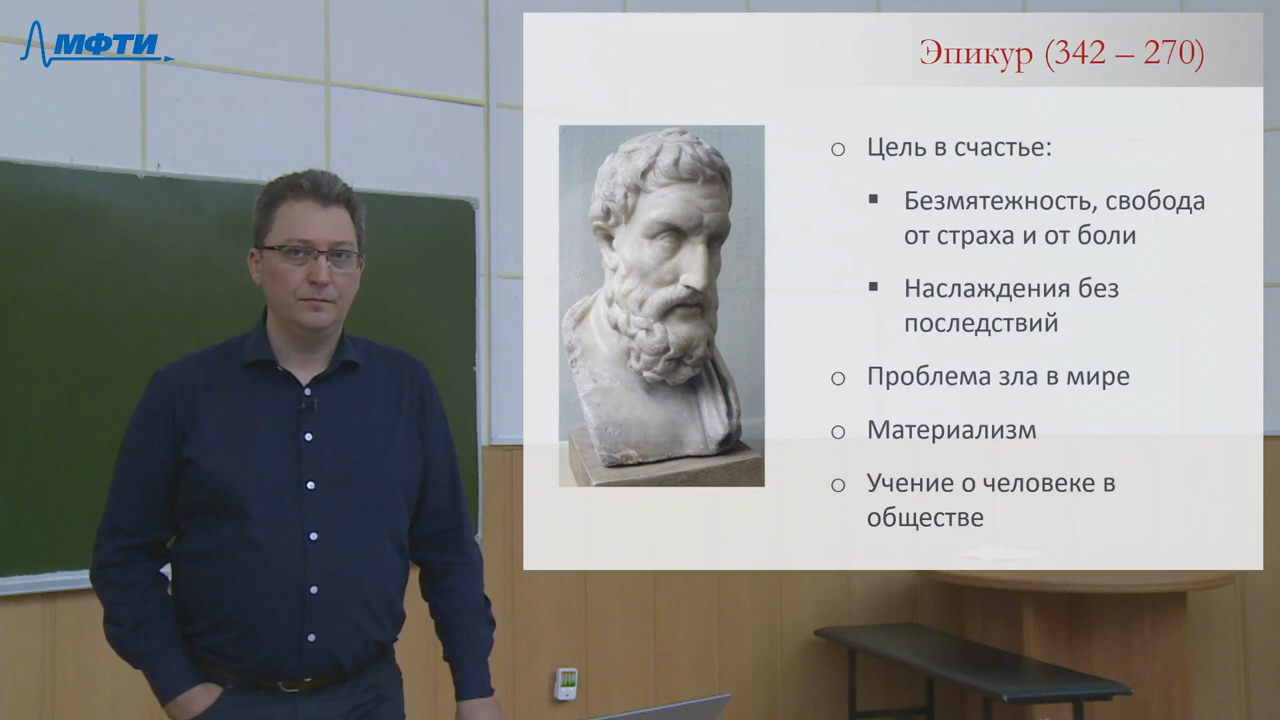 МФТИ
Эпикур (342 – 270)
Цель в счастье:
Безмятежность, свобода
от страха и от боли
Наслаждения без
последствий
Проблема зла в мире
Материализм
Учение о человеке в
обществе